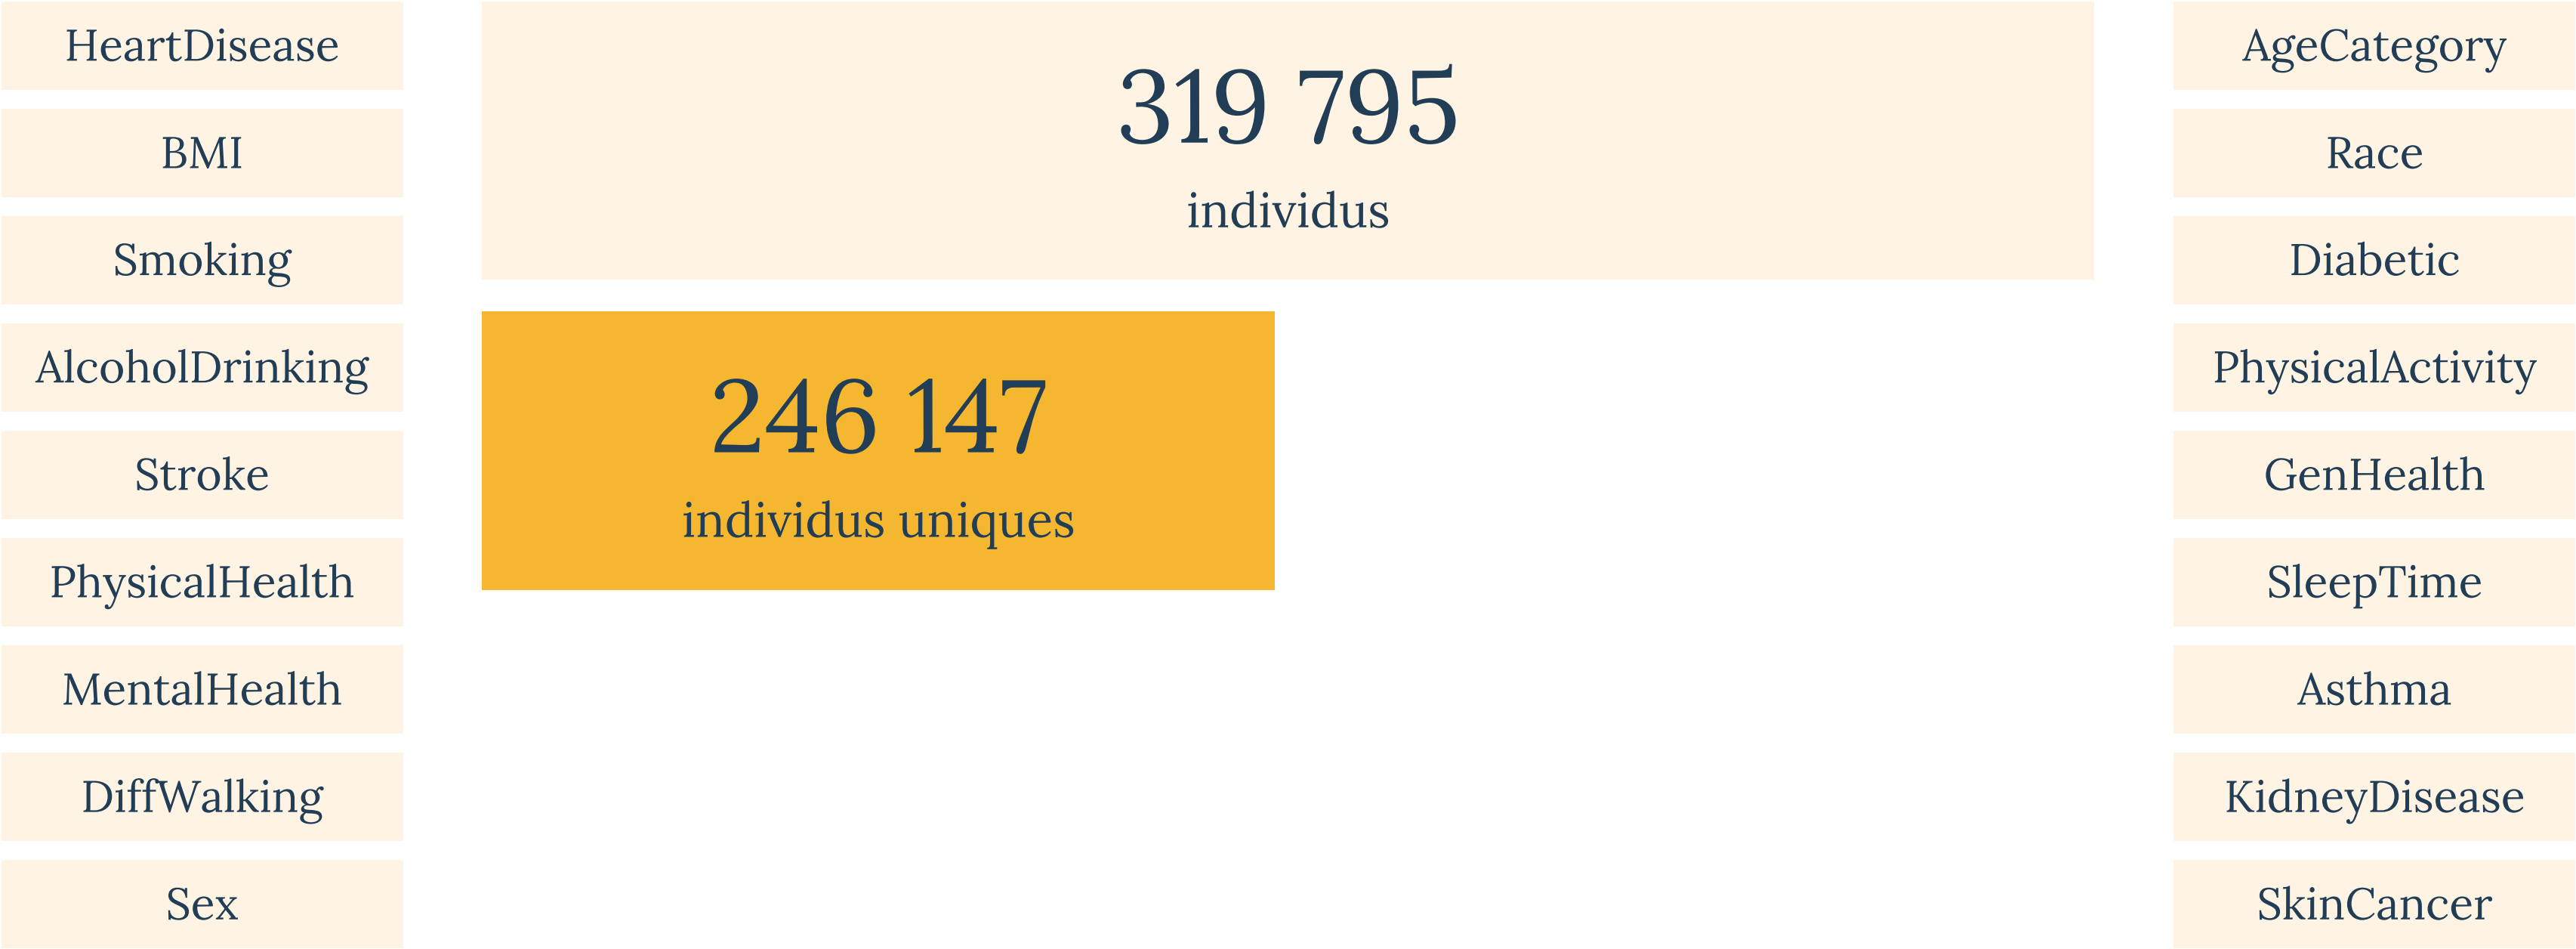 HeartDisease
BMI
Smoking
AlcoholDrinking
Stroke
PhysicalHealth
MentalHealth
DiffWalking
Sex
319 795
individus
246 147
individus uniques
AgeCategory
Race
Diabetic
PhysicalActivity
GenHealth
SleepTime
Asthma
KidneyDisease
SkinCancer